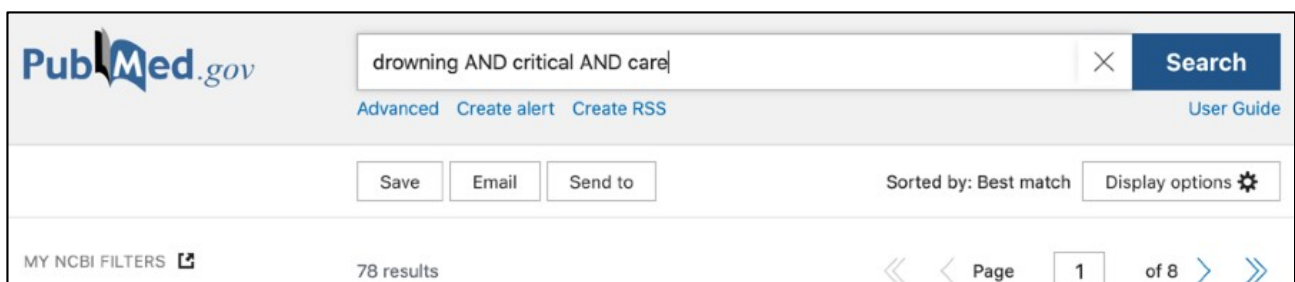 PubMed.gov
drowning AND critical AND care
Search
Advanced Create alert Create RSS
User Guide
Save Email Send to
Sorted by: Best match Display options
MY NCBI FILTERS
78 results
Page 1 of 8